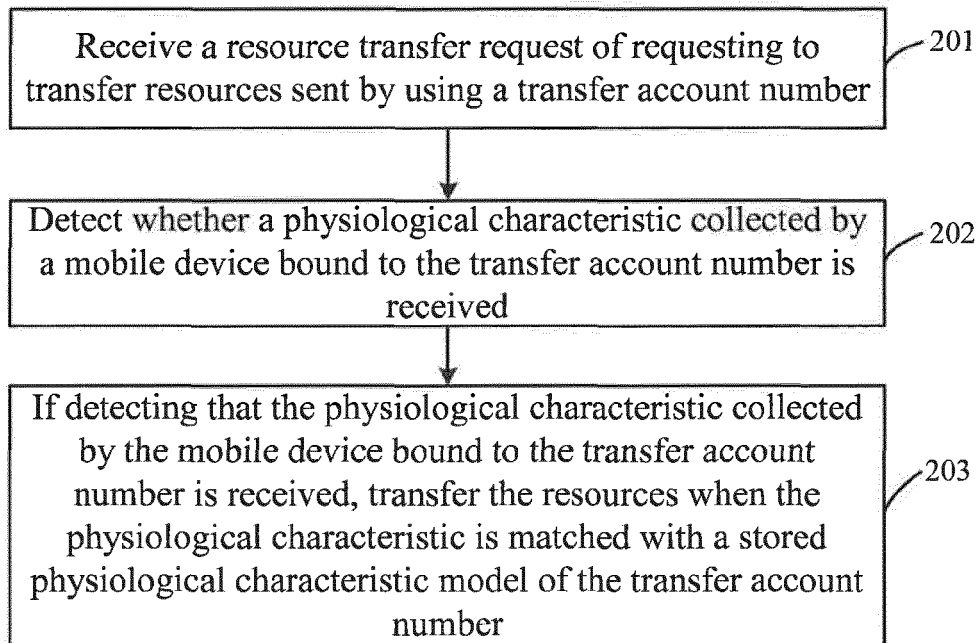 Receive a resource transfer request of requesting to
transfer resources sent by using a transfer account number
201
Detect whether a physiological characteristic collected by
a mobile device bound to the transfer account number is
received
202
If detecting that the physiological characteristic collected
by the mobile device bound to the transfer account
number is received, transfer the resources when the
physiological characteristic is matched with a stored
physiological characteristic model of the transfer account
number
203